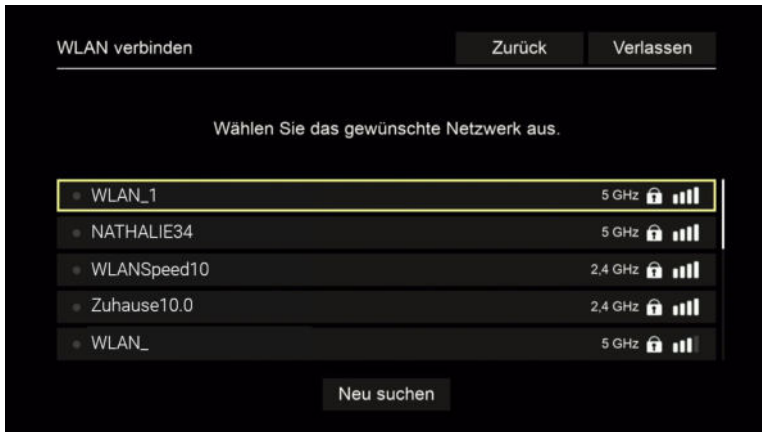 WLAN verbinden Zurück Verlassen
Wählen Sie das gewünschte Netzwerk aus.
WLAN_1 5 GHz
NATHALIE34 5 GHz
WLANSpeed10 2,4 GHz
Zuhause10.0 2,4 GHz
WLAN_ 5 GHz
Neu suchen